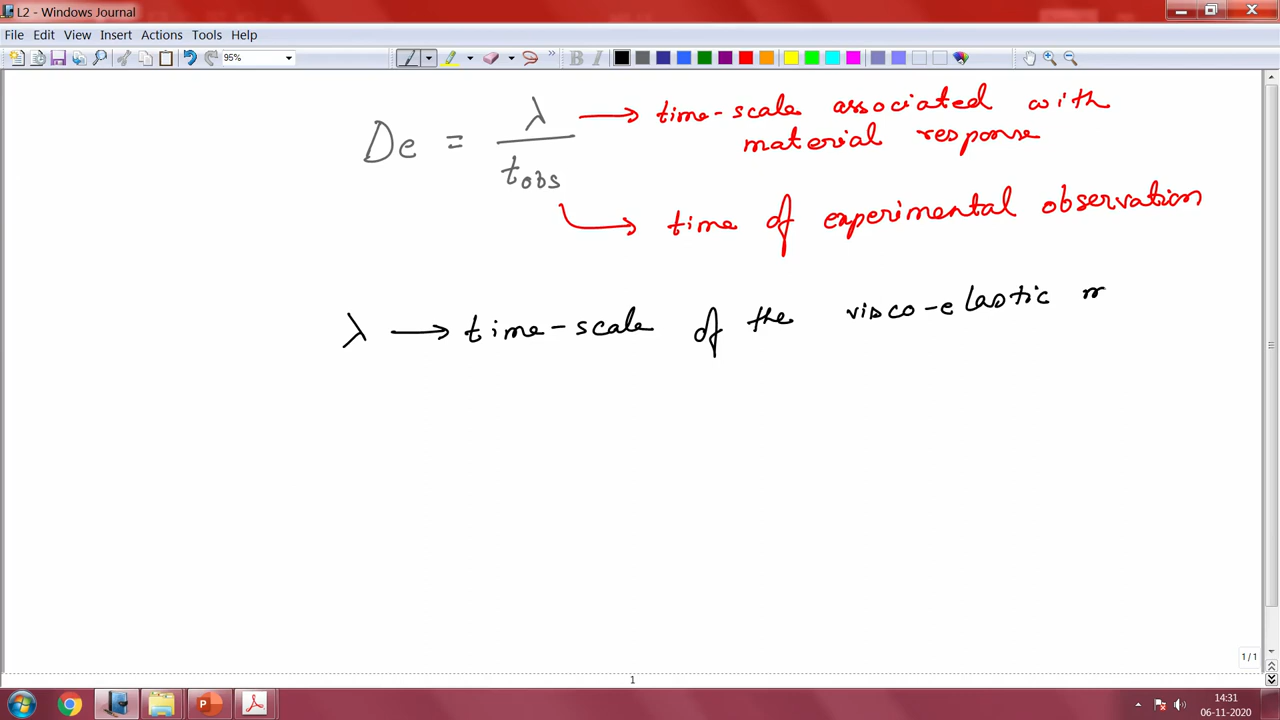 L2 - Windows Journal
File Edit View Insert Actions Tools Help
95%
De = λ / t_obs
→ time-scale associated with
material response
→ time of experimental observation
λ → time-scale of the visco-elastic
1/1
1
14:31
06-11-2020